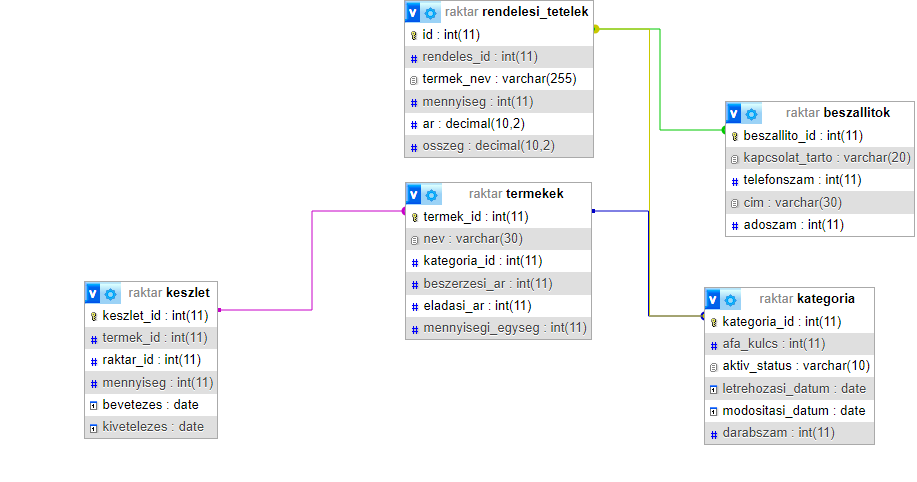 raktar rendelesi_tetelek
id : int(11)
rendeles_id : int(11)
termek_nev : varchar(255)
mennyiseg : int(11)
ar : decimal(10,2)
osszeg : decimal(10,2)
raktar beszallitok
beszallito_id : int(11)
kapcsolat_tarto : varchar(20)
telefonszam : int(11)
cim : varchar(30)
adoszam : int(11)
raktar termekek
termek_id : int(11)
nev : varchar(30)
kategoria_id : int(11)
beszerzesi_ar : int(11)
eladasi_ar : int(11)
mennyisegi_egyseg : int(11)
raktar keszlet
keszlet_id : int(11)
termek_id : int(11)
raktar_id : int(11)
mennyiseg : int(11)
bevetezes : date
kivetelezes : date
raktar kategoria
kategoria_id : int(11)
afa_kulcs : int(11)
aktiv_status : varchar(10)
letrehozasi_datum : date
modositasi_datum : date
darabszam : int(11)